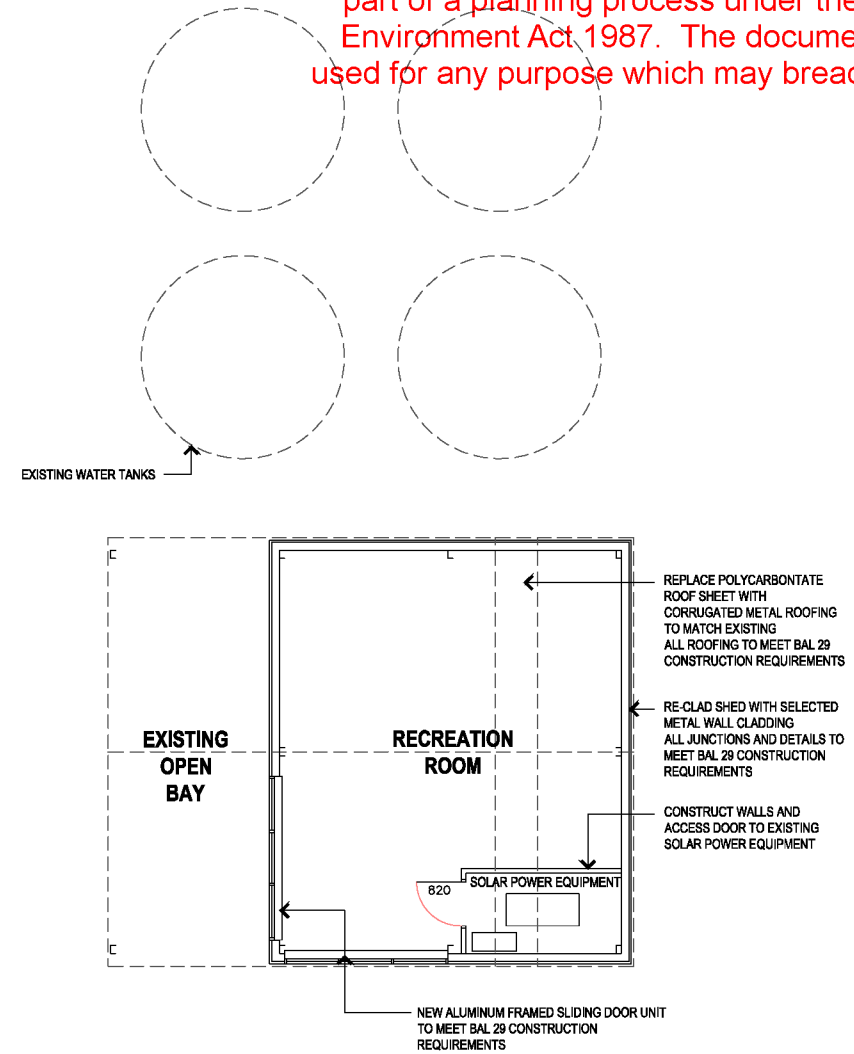 part of a planning process under the
Environment Act 1987.  The docume
used for any purpose which may breac
EXISTING WATER TANKS
REPLACE POLYCARBONTATE
ROOF SHEET WITH
CORRUGATED METAL ROOFING
TO MATCH EXISTING
ALL ROOFING TO MEET BAL 29
CONSTRUCTION REQUIREMENTS
RE-CLAD SHED WITH SELECTED
METAL WALL CLADDING
ALL JUNCTIONS AND DETAILS TO
MEET BAL 29 CONSTRUCTION
REQUIREMENTS
EXISTING
OPEN
BAY
RECREATION
ROOM
CONSTRUCT WALLS AND
ACCESS DOOR TO EXISTING
SOLAR POWER EQUIPMENT
820
SOLAR POWER EQUIPMENT
NEW ALUMINUM FRAMED SLIDING DOOR UNIT
TO MEET BAL 29 CONSTRUCTION
REQUIREMENTS